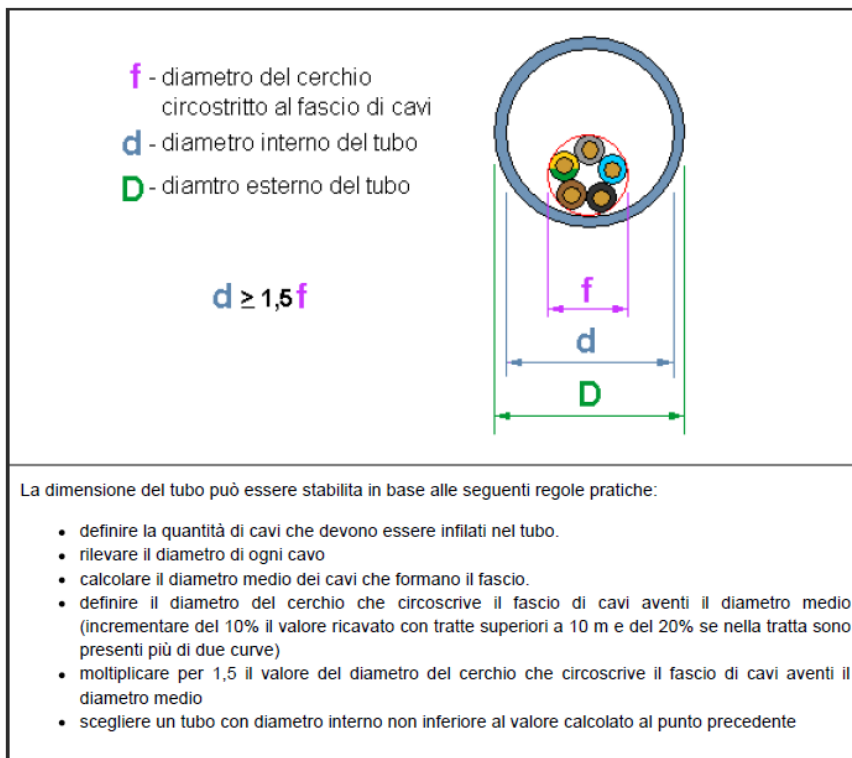 f - diametro del cerchio
circostritto al fascio di cavi
d - diametro interno del tubo
D - diamtro esterno del tubo
d ≥ 1,5 f
f
d
D
La dimensione del tubo può essere stabilita in base alle seguenti regole pratiche:
• definire la quantità di cavi che devono essere infilati nel tubo.
• rilevare il diametro di ogni cavo
• calcolare il diametro medio dei cavi che formano il fascio.
• definire il diametro del cerchio che circoscrive il fascio di cavi aventi il diametro medio
(incrementare del 10% il valore ricavato con tratte superiori a 10 m e del 20% se nella tratta sono
presenti più di due curve)
• moltiplicare per 1,5 il valore del diametro del cerchio che circoscrive il fascio di cavi aventi il
diametro medio
• scegliere un tubo con diametro interno non inferiore al valore calcolato al punto precedente